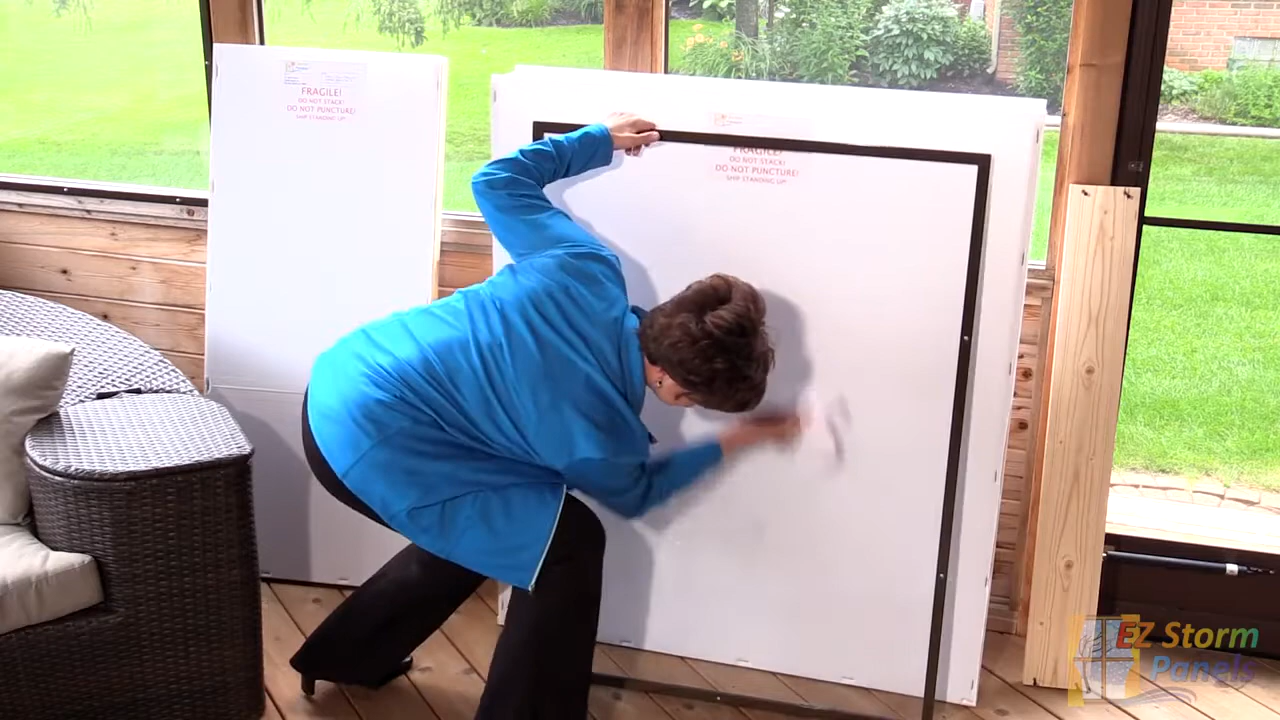 FRAGILE!
DO NOT STACK!
DO NOT PUNCTURE!
SHIP STANDING UP
FRAGILE!
DO NOT STACK!
DO NOT PUNCTURE!
SHIP STANDING UP
EZ Storm
Panels